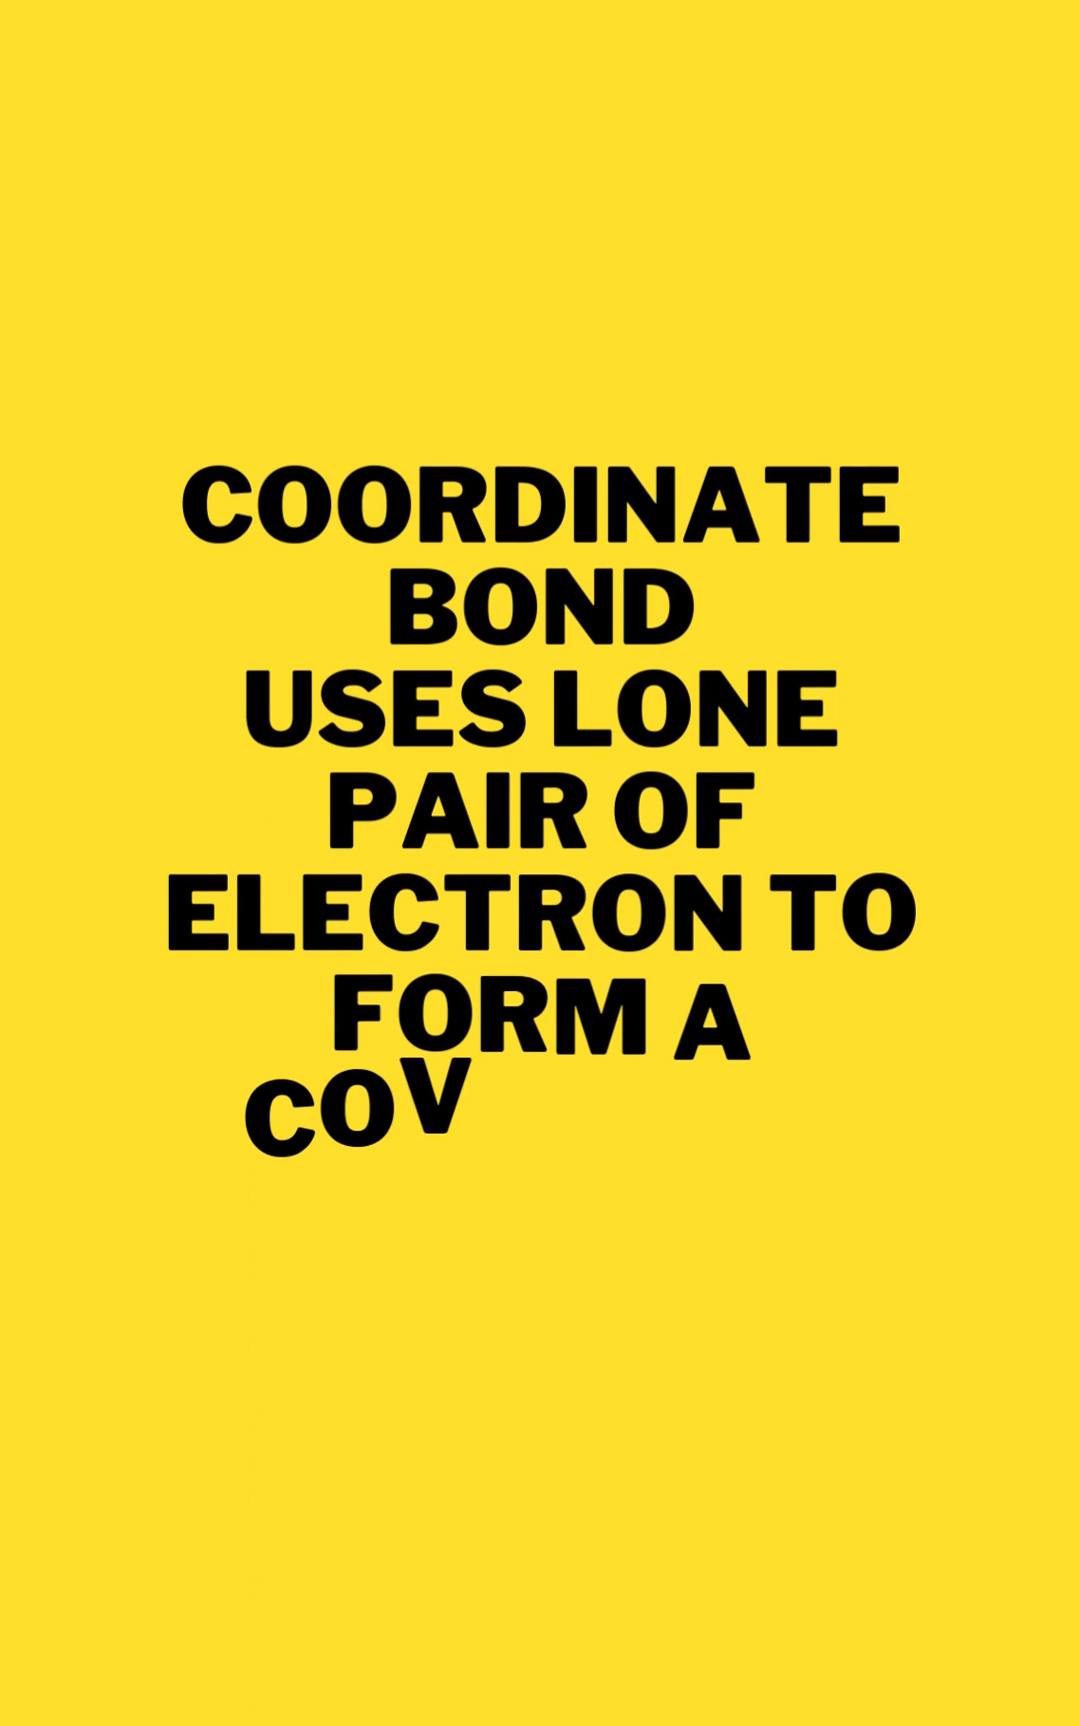 COORDINATE
BOND
USES LONE
PAIR OF
ELECTRON TO
FORM A
COV